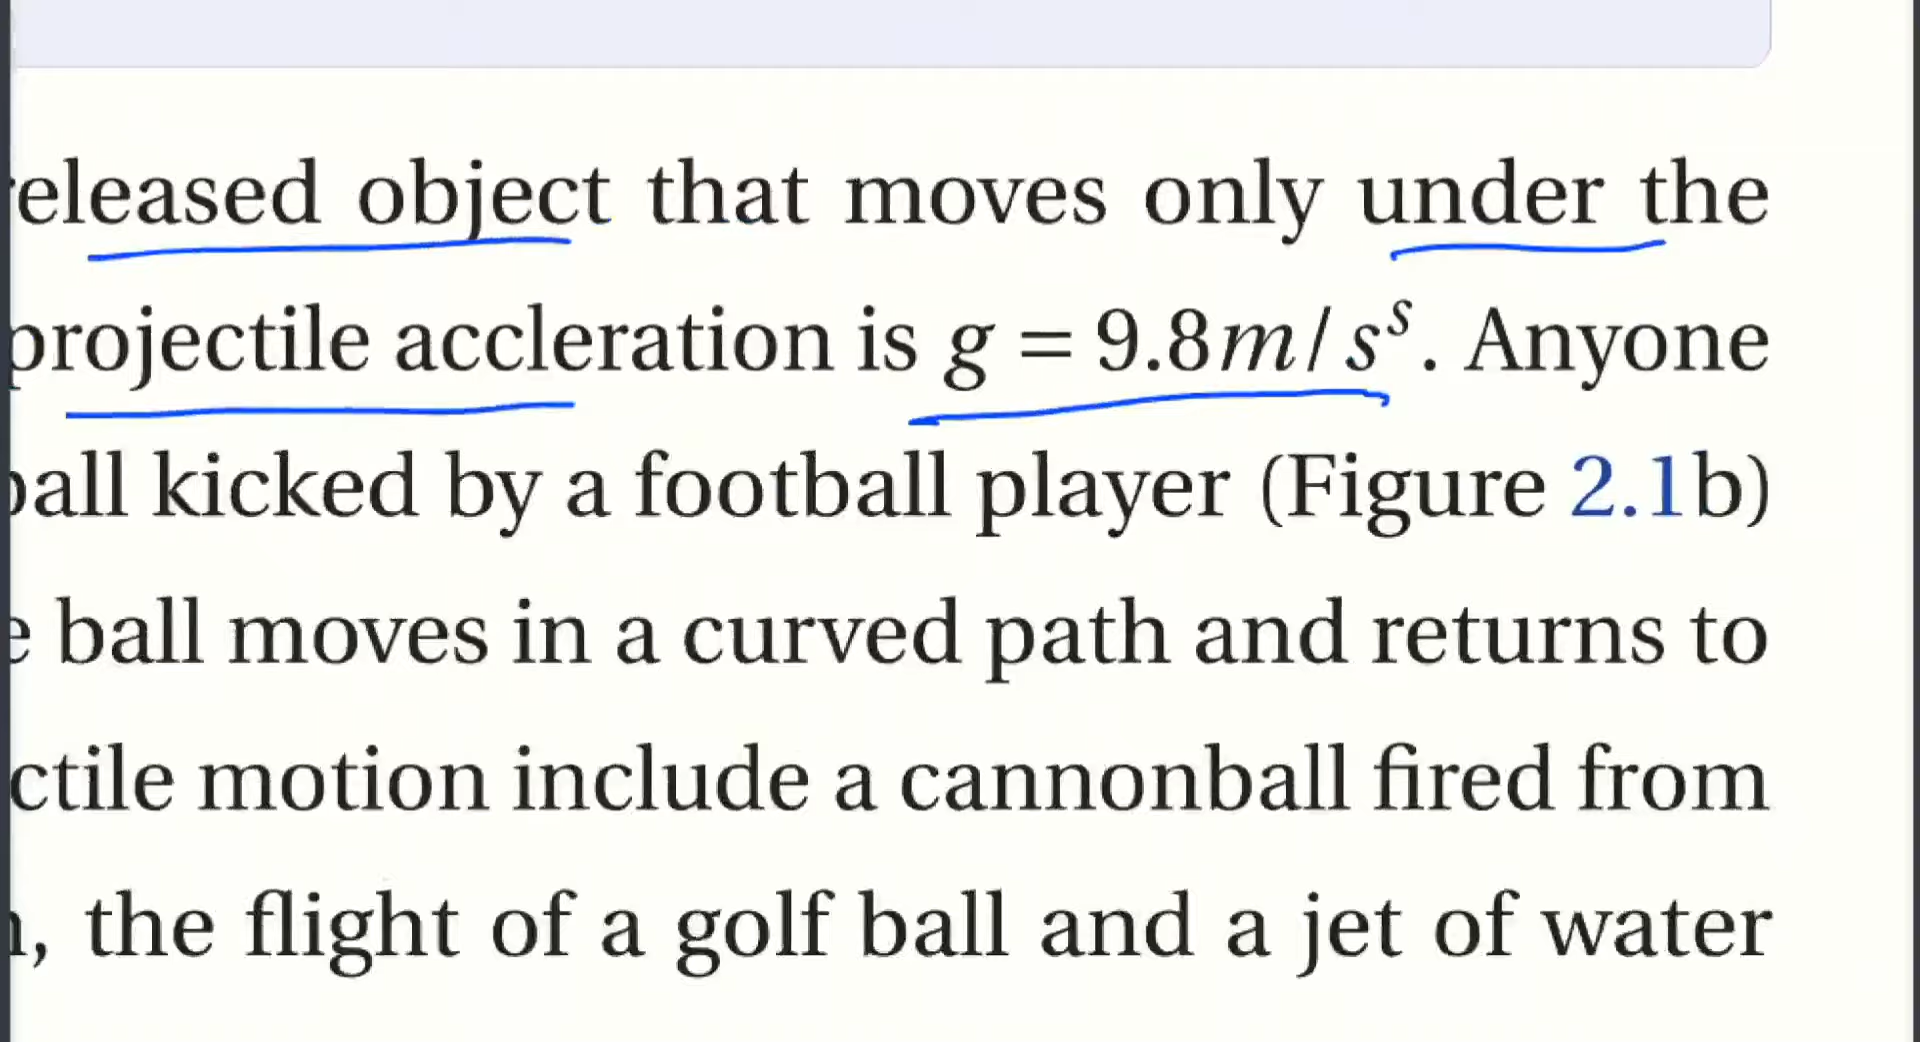 eleased object that moves only under the
projectile accleration is g = 9.8m/s^s. Anyone
all kicked by a football player (Figure 2.1b)
ball moves in a curved path and returns to
ctile motion include a cannonball fired from
, the flight of a golf ball and a jet of water